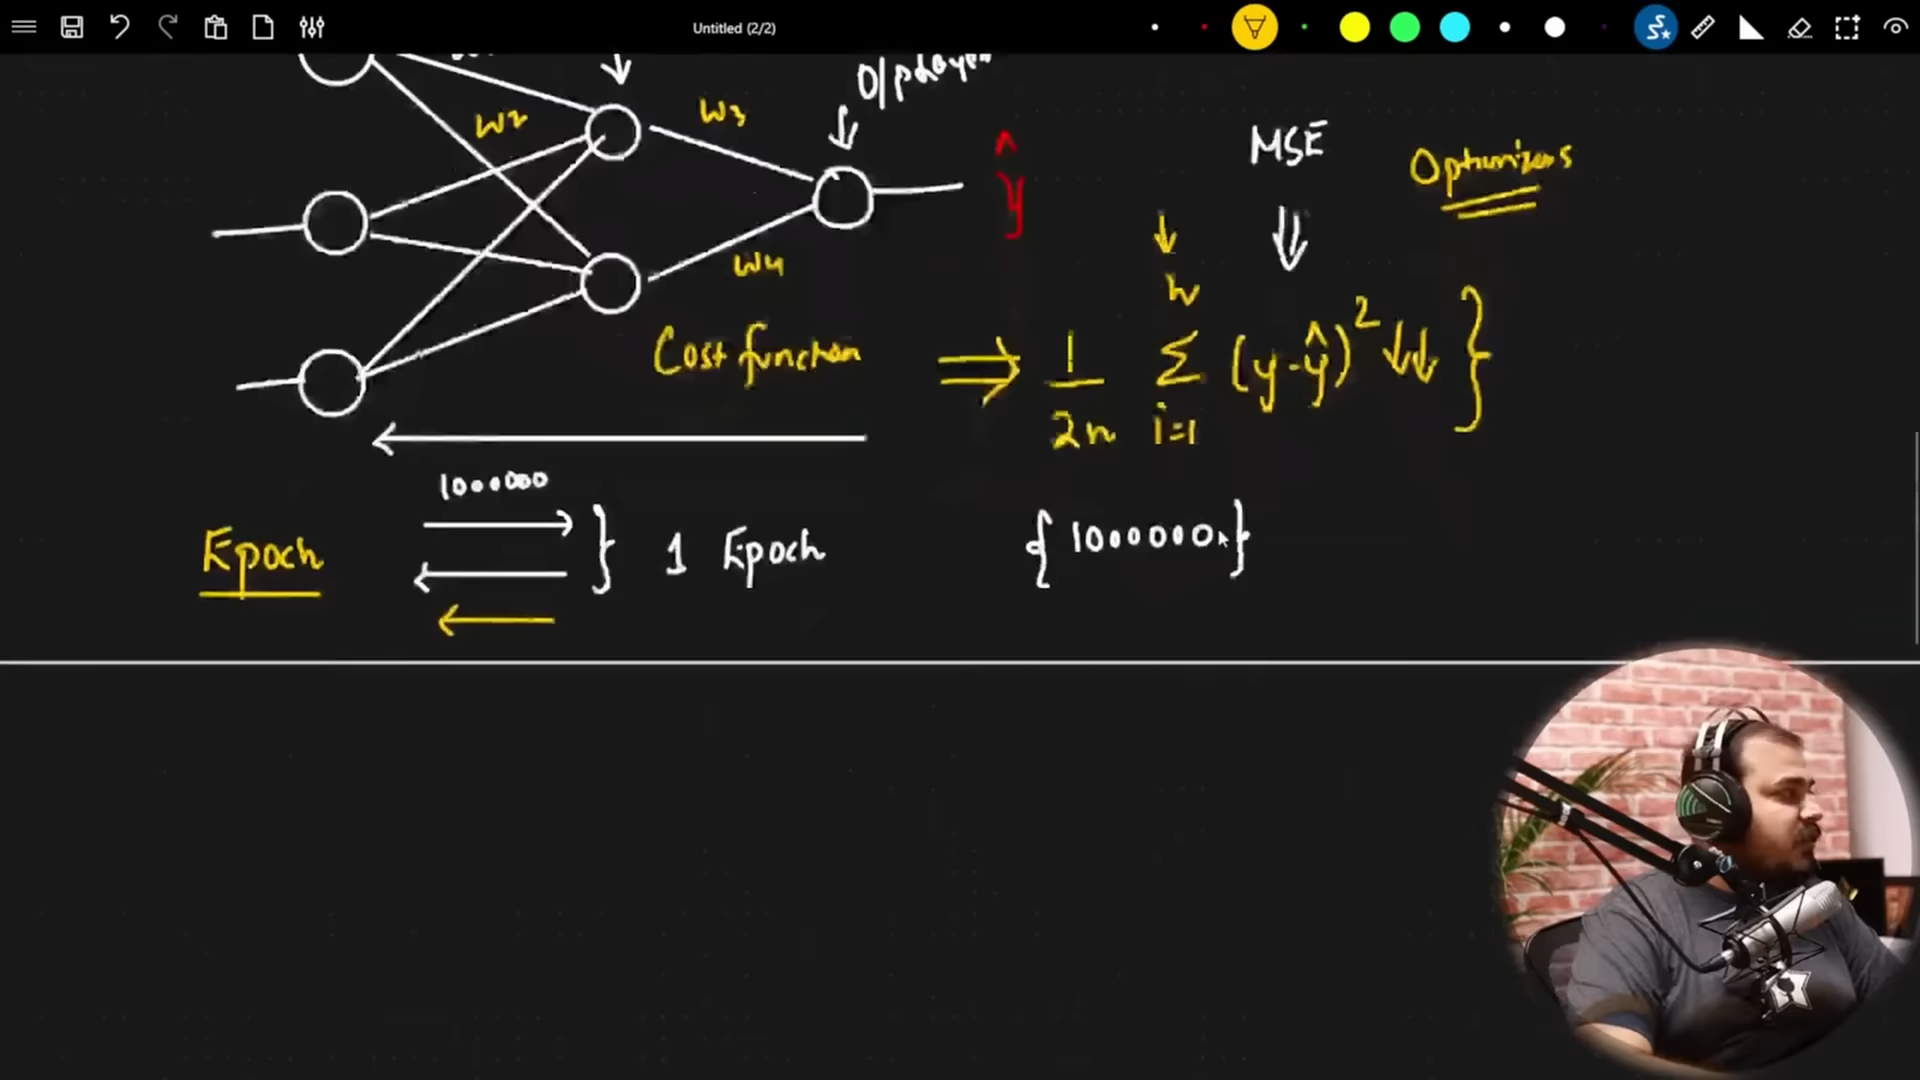 Untitled (2/2)
O/p
W2
W3
ŷ
MSE
Optimizers
W4
Cost function ⇒ 1/2n n Σ i=1 (y-ŷ)² ↓↓ }
1000000
Epoch } 1 Epoch { 1000000 }